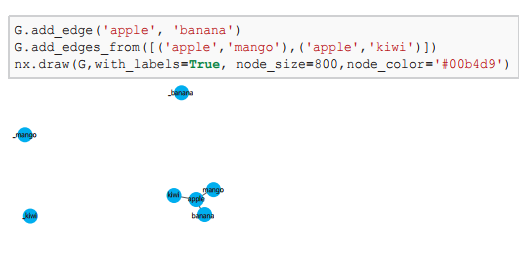 G.add_edge('apple', 'banana')
G.add_edges_from([('apple','mango'),('apple','kiwi')])
nx.draw(G,with_labels=True, node_size=800,node_color='#00b4d9')
_banana
_mango
mango
kiwi
apple
_kiwi
banana